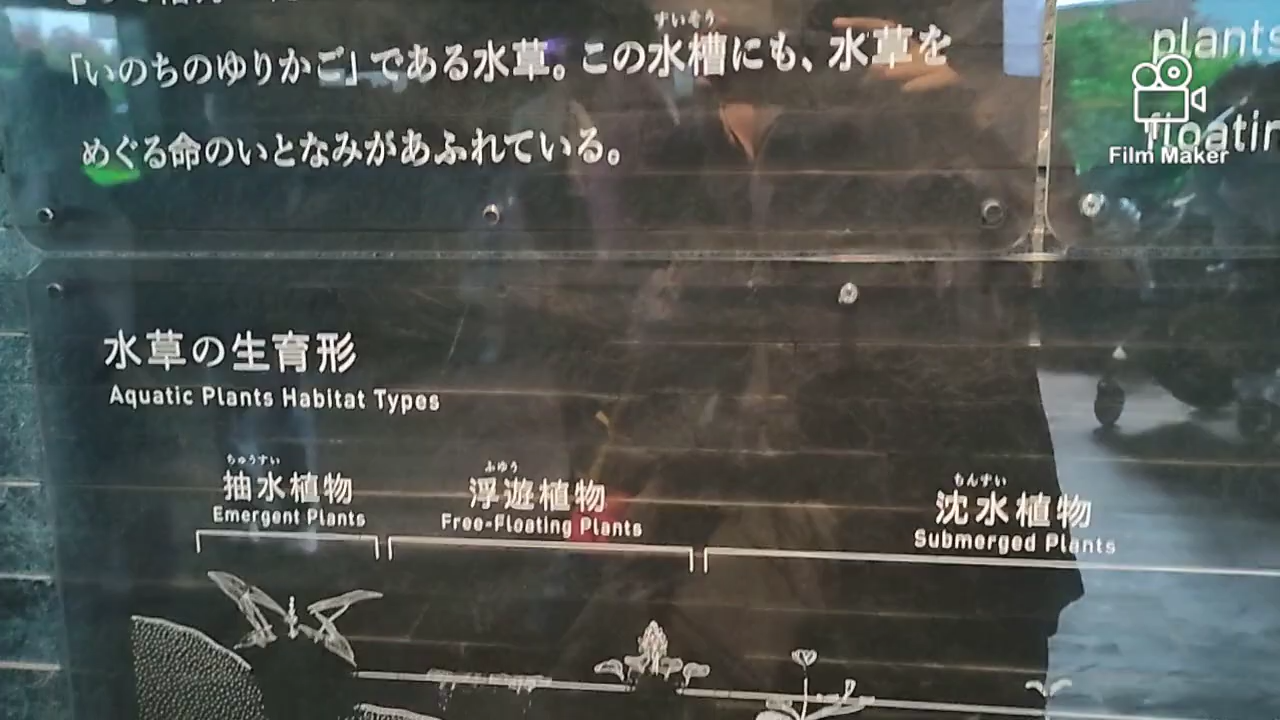 すいそう
「いのちのゆりかご」である水草。この水槽にも、水草を
めぐる命のいとなみがあふれている。
plants
floatin
Film Maker
水草の生育形
Aquatic Plants Habitat Types
ちゅうすい
抽水植物
Emergent Plants
ふゆう
浮遊植物
Free-Floating Plants
ちんすい
沈水植物
Submerged Plants